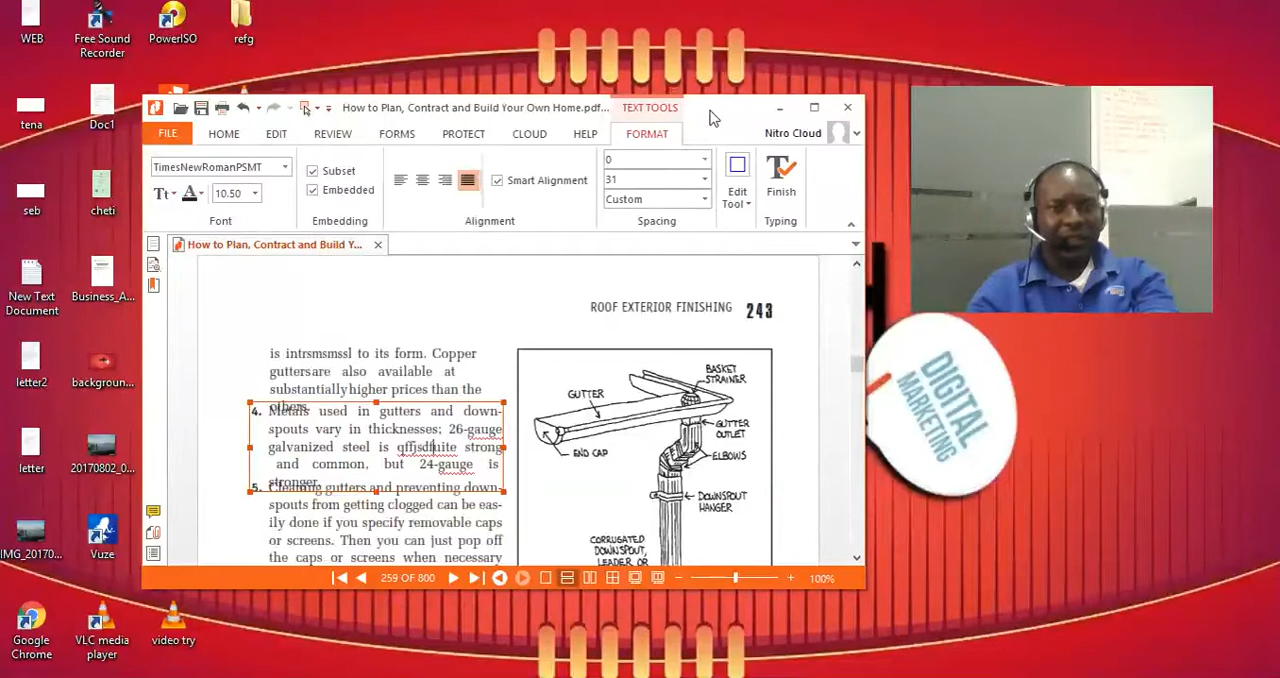 WEB
Free Sound
Recorder
PowerISO
refg
tena
Doc1
seb
cheti
New Text
Document
Business_A...
letter2
backgroun...
letter
20170802_0...
IMG_20170...
Vuze
Google
Chrome
VLC media
player
video try
How to Plan, Contract and Build Your Own Home.pdf...
TEXT TOOLS
FILE
HOME
EDIT
REVIEW
FORMS
PROTECT
CLOUD
HELP
FORMAT
Nitro Cloud
TimesNewRomanPSMT
Tt
A
10.50
Font
Subset
Embedded
Embedding
Smart Alignment
Alignment
0
31
Custom
Spacing
Edit
Tool
Finish
Typing
How to Plan, Contract and Build Y...
ROOF EXTERIOR FINISHING 243
is intrsmsmssl to its form. Copper
gutters are also available at
substantially higher prices than the
others.
4. Metals used in gutters and down-
spouts vary in thicknesses; 26-gauge
galvanized steel is qffjsdfuite strong
and common, but 24-gauge is
stronger.
5. Cleaning gutters and preventing down-
spouts from getting clogged can be eas-
ily done if you specify removable caps
or screens. Then you can just pop off
the caps or screens when necessary
BASKET
STRAINER
GUTTER
GUTTER
OUTLET
END CAP
ELBOWS
DOWNSPOUT
HANGER
CORRUGATED
DOWNSPOUT,
LEADER OR
259 OF 800
100%
DIGITAL
MARKETING